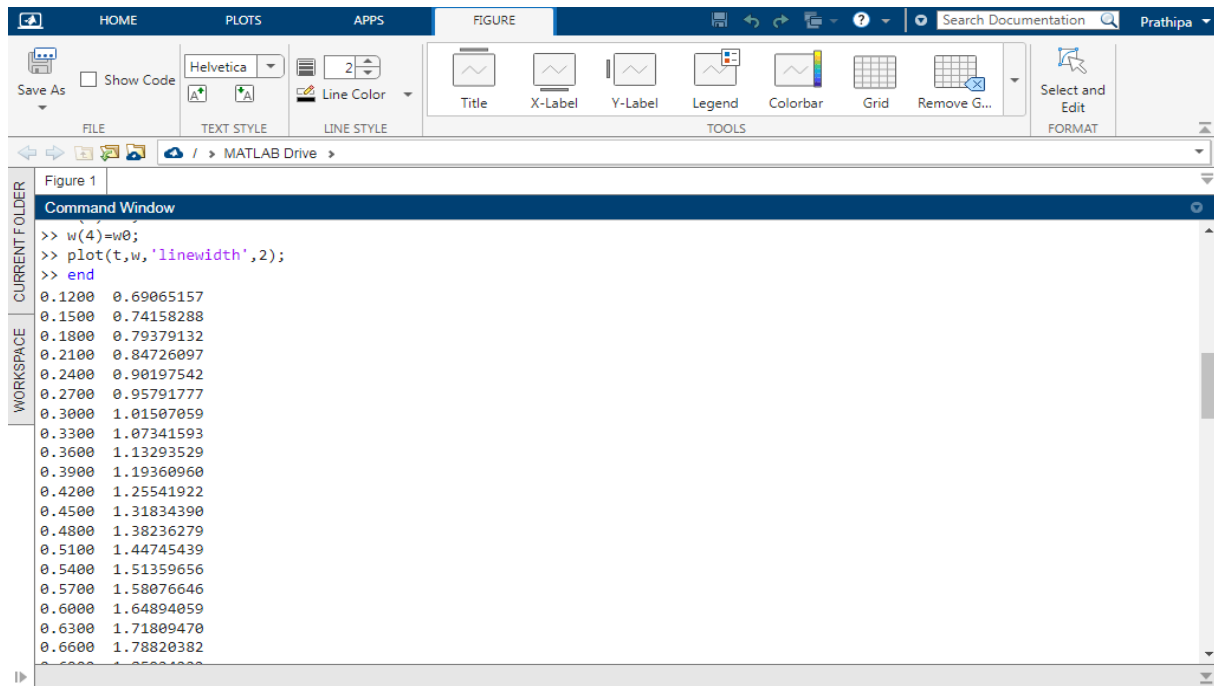 HOME PLOTS APPS FIGURE Search Documentation Prathipa
Save As Show Code Helvetica 2 Line Color Title X-Label Y-Label Legend Colorbar Grid Remove G... Select and Edit
FILE TEXT STYLE LINE STYLE TOOLS FORMAT
/ > MATLAB Drive >
CURRENT FOLDER
WORKSPACE
Figure 1
Command Window
>> w(4)=w0;
>> plot(t,w,'linewidth',2);
>> end
0.1200 0.69065157
0.1500 0.74158288
0.1800 0.79379132
0.2100 0.84726097
0.2400 0.90197542
0.2700 0.95791777
0.3000 1.01507059
0.3300 1.07341593
0.3600 1.13293529
0.3900 1.19360960
0.4200 1.25541922
0.4500 1.31834390
0.4800 1.38236279
0.5100 1.44745439
0.5400 1.51359656
0.5700 1.58076646
0.6000 1.64894059
0.6300 1.71809470
0.6600 1.78820382